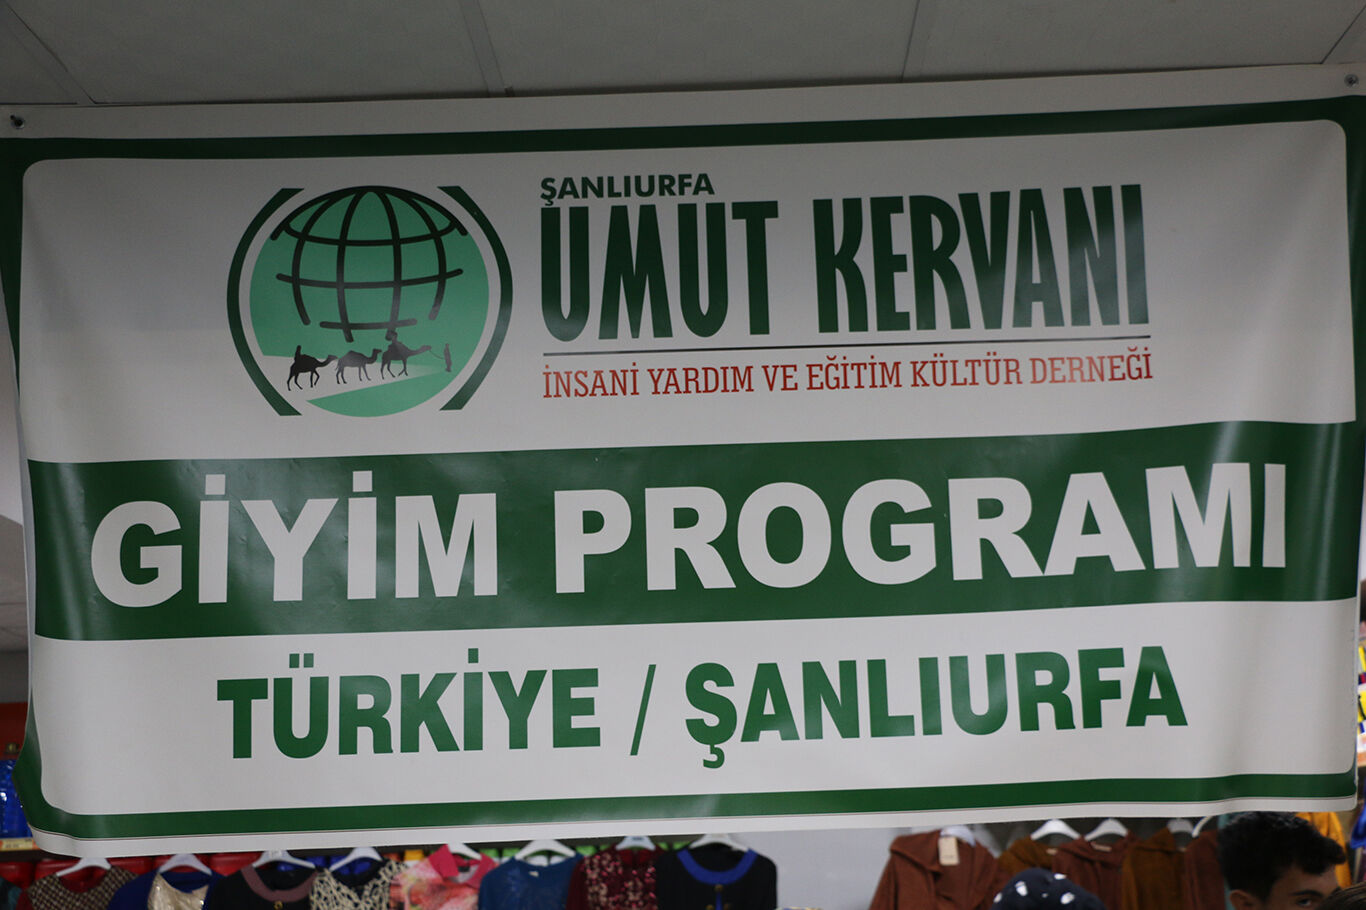 ŞANLIURFA
UMUT KERVANI
İNSANİ YARDIM VE EĞİTİM KÜLTÜR DERNEĞİ
GİYİM PROGRAMI
TÜRKİYE / ŞANLIURFA